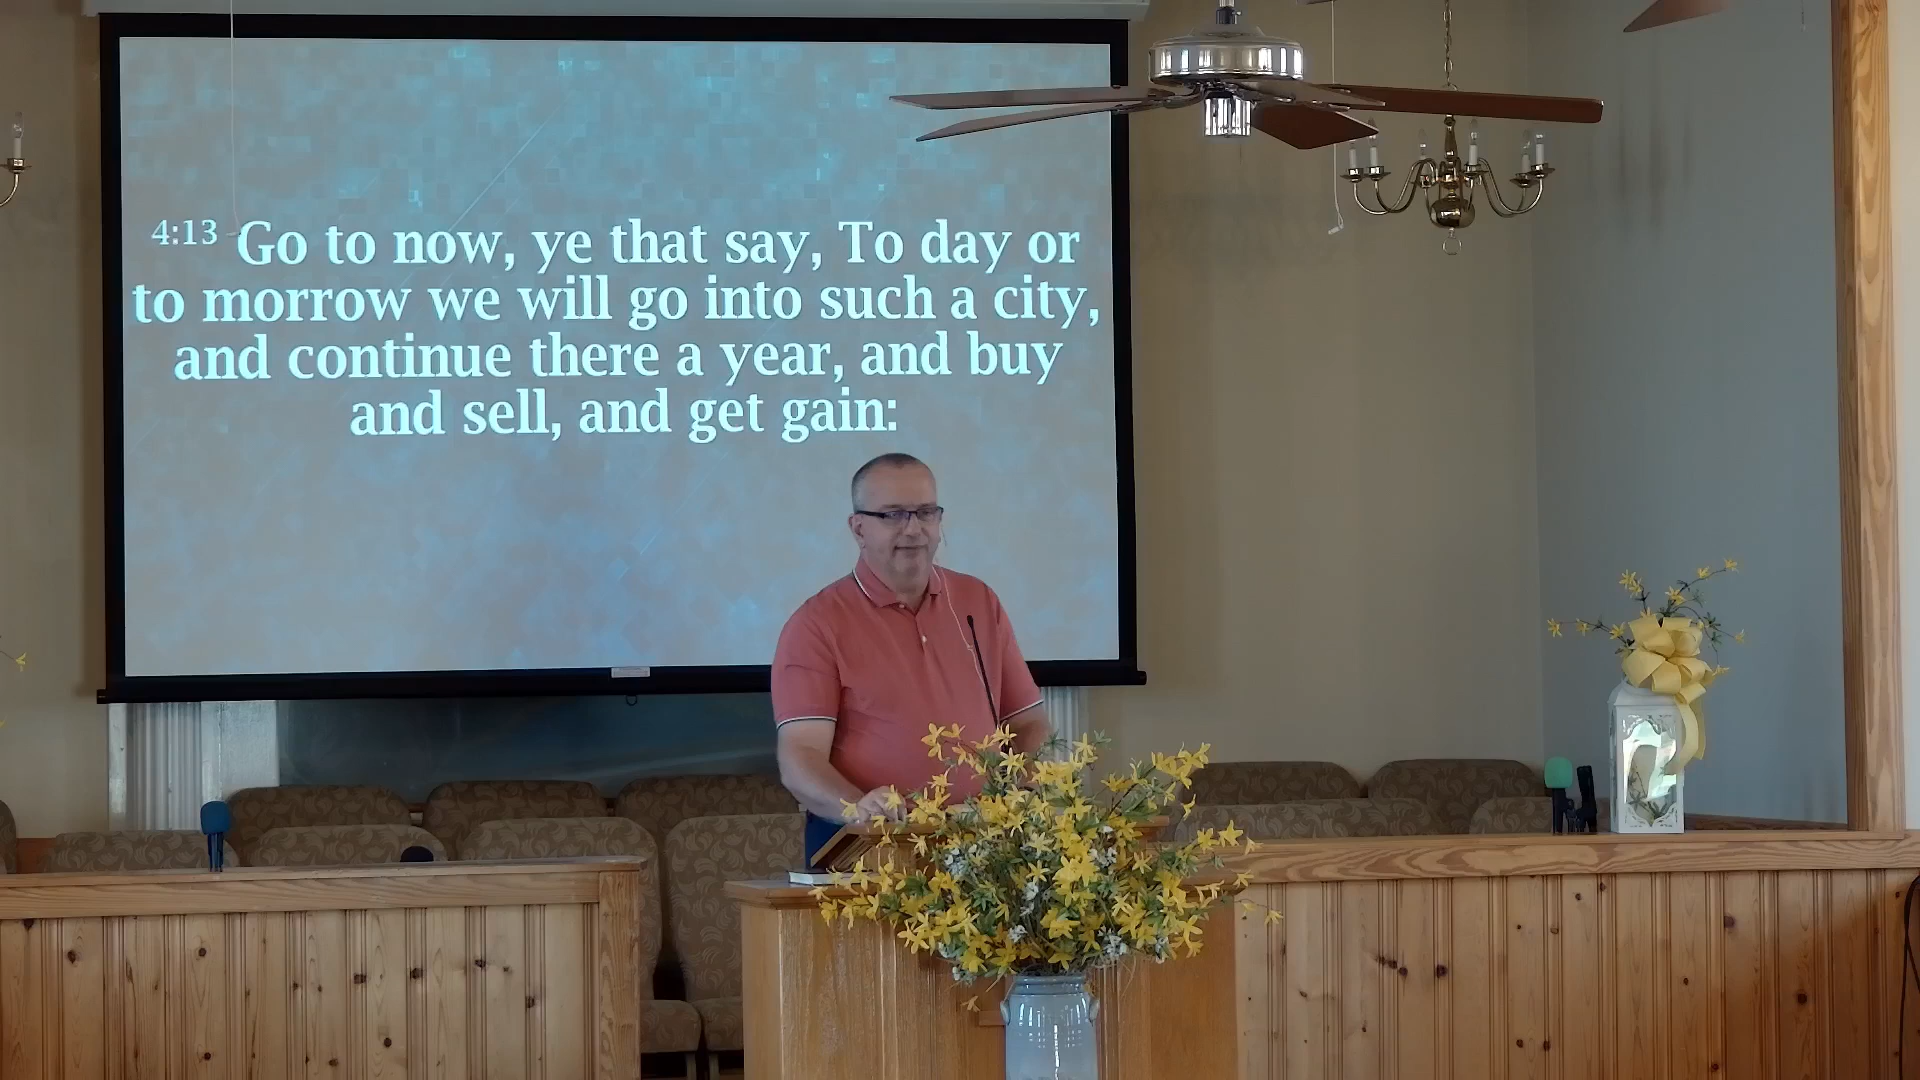 4:13 Go to now, ye that say, To day or
to morrow we will go into such a city,
and continue there a year, and buy
and sell, and get gain: